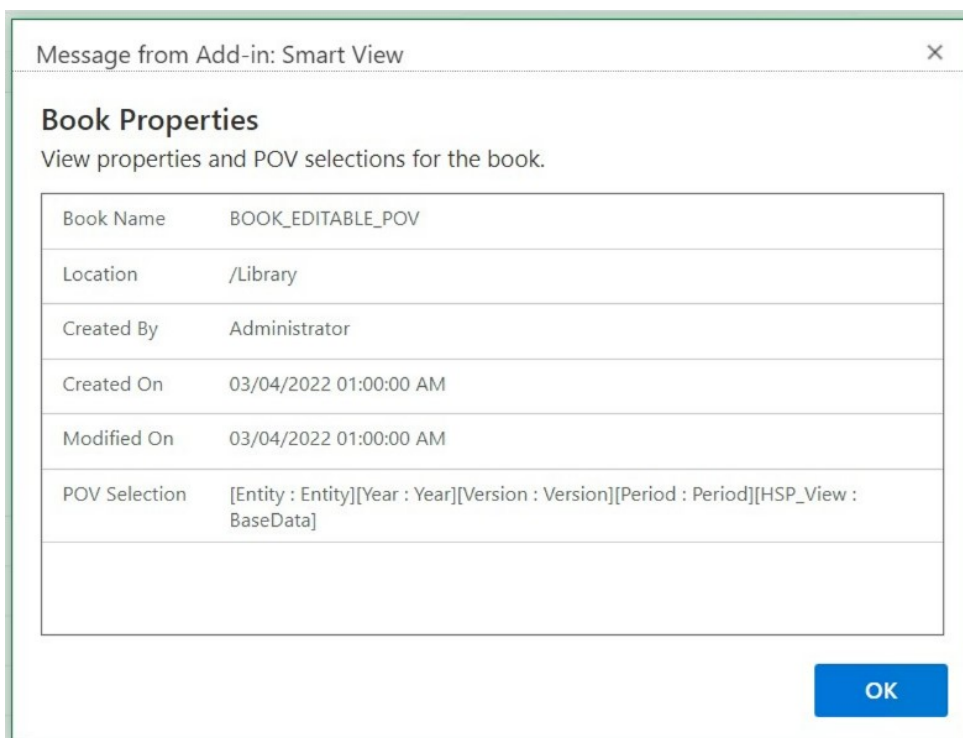 Message from Add-in: Smart View
Book Properties
View properties and POV selections for the book.
Book Name BOOK_EDITABLE_POV
Location /Library
Created By Administrator
Created On 03/04/2022 01:00:00 AM
Modified On 03/04/2022 01:00:00 AM
POV Selection [Entity : Entity][Year : Year][Version : Version][Period : Period][HSP_View :
BaseData]
OK